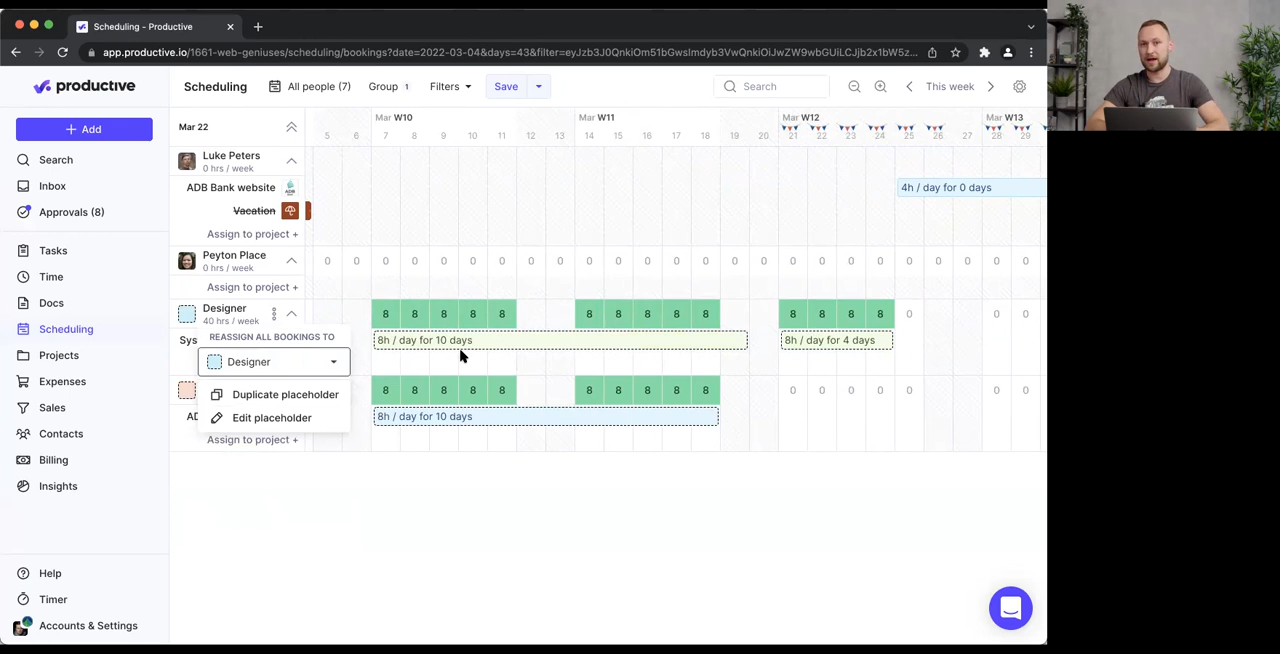 Scheduling - Productive
app.productive.io/1661-web-geniuses/scheduling/bookings?date=2022-03-04&days=43&filter=
productive
Scheduling
All people (7)
Group 1
Filters
Save
Search
This week
Add
Search
Inbox
Approvals (8)
Tasks
Time
Docs
Scheduling
Projects
Expenses
Sales
Contacts
Billing
Insights
Help
Timer
Accounts & Settings
Mar 22
Mar W10
Mar W11
Mar W12
Mar W13
5 6 7 8 9 10 11 12 13 14 15 16 17 18 19 20 21 22 23 24 25 26 27 28 29
Luke Peters
0 hrs / week
ADB Bank website
ADB
4h / day for 0 days
Vacation
Assign to project +
Peyton Place
0 hrs / week
0 0 0 0 0 0 0 0 0 0 0 0 0 0 0 0 0 0 0 0 0 0 0 0 0
Assign to project +
Designer
40 hrs / week
8 8 8 8 8 8 8 8 8 8 8 8 8 8 0 0 0
REASSIGN ALL BOOKINGS TO
Sys
8h / day for 10 days
8h / day for 4 days
Designer
Duplicate placeholder
Edit placeholder
8 8 8 8 8 8 8 8 8 8 0 0 0 0 0 0 0
AD
8h / day for 10 days
Assign to project +